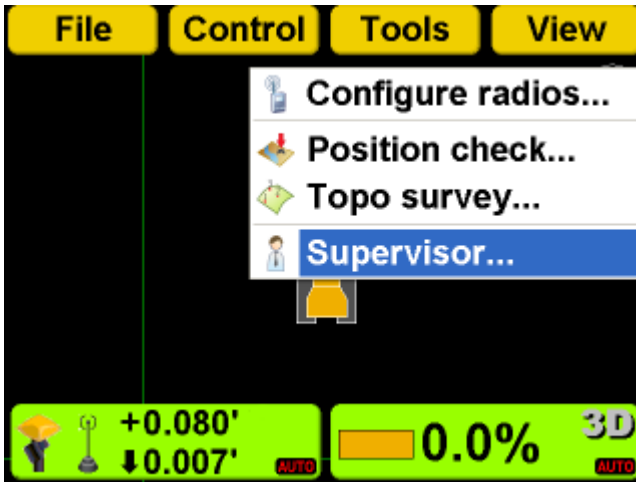 File Control Tools View
Configure radios...
Position check...
Topo survey...
Supervisor...
+0.080'
⬇0.007' AUTO
0.0% 3D
AUTO